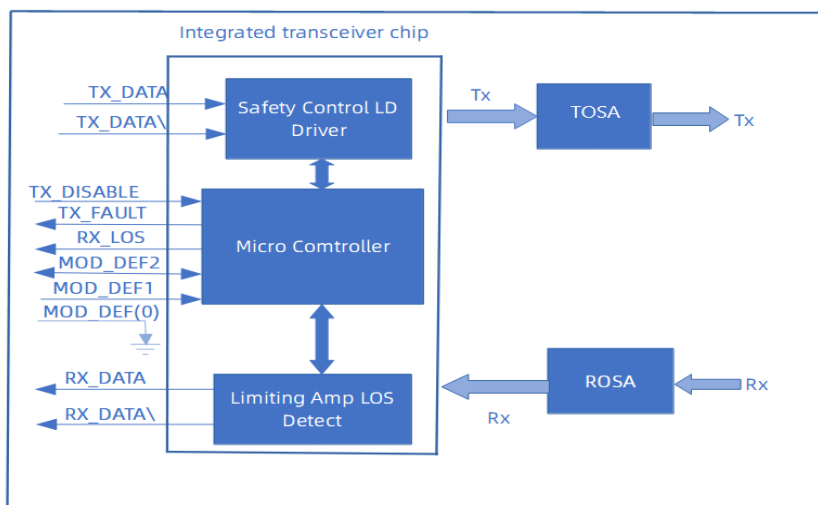 Integrated transceiver chip
TX_DATA
TX_DATA\
Safety Control LD
Driver
Tx
TOSA
Tx
TX_DISABLE
TX_FAULT
RX_LOS
MOD_DEF2
MOD_DEF1
MOD_DEF(0)
Micro Comtroller
RX_DATA
RX_DATA\
Limiting Amp LOS
Detect
Rx
ROSA
Rx